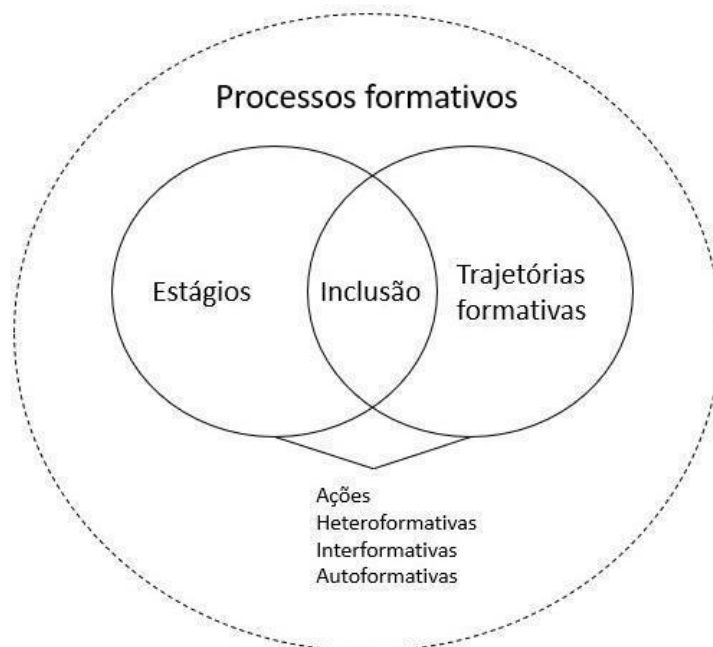 Processos formativos
Estágios
Inclusão
Trajetórias
formativas
Ações
Heteroformativas
Interformativas
Autoformativas